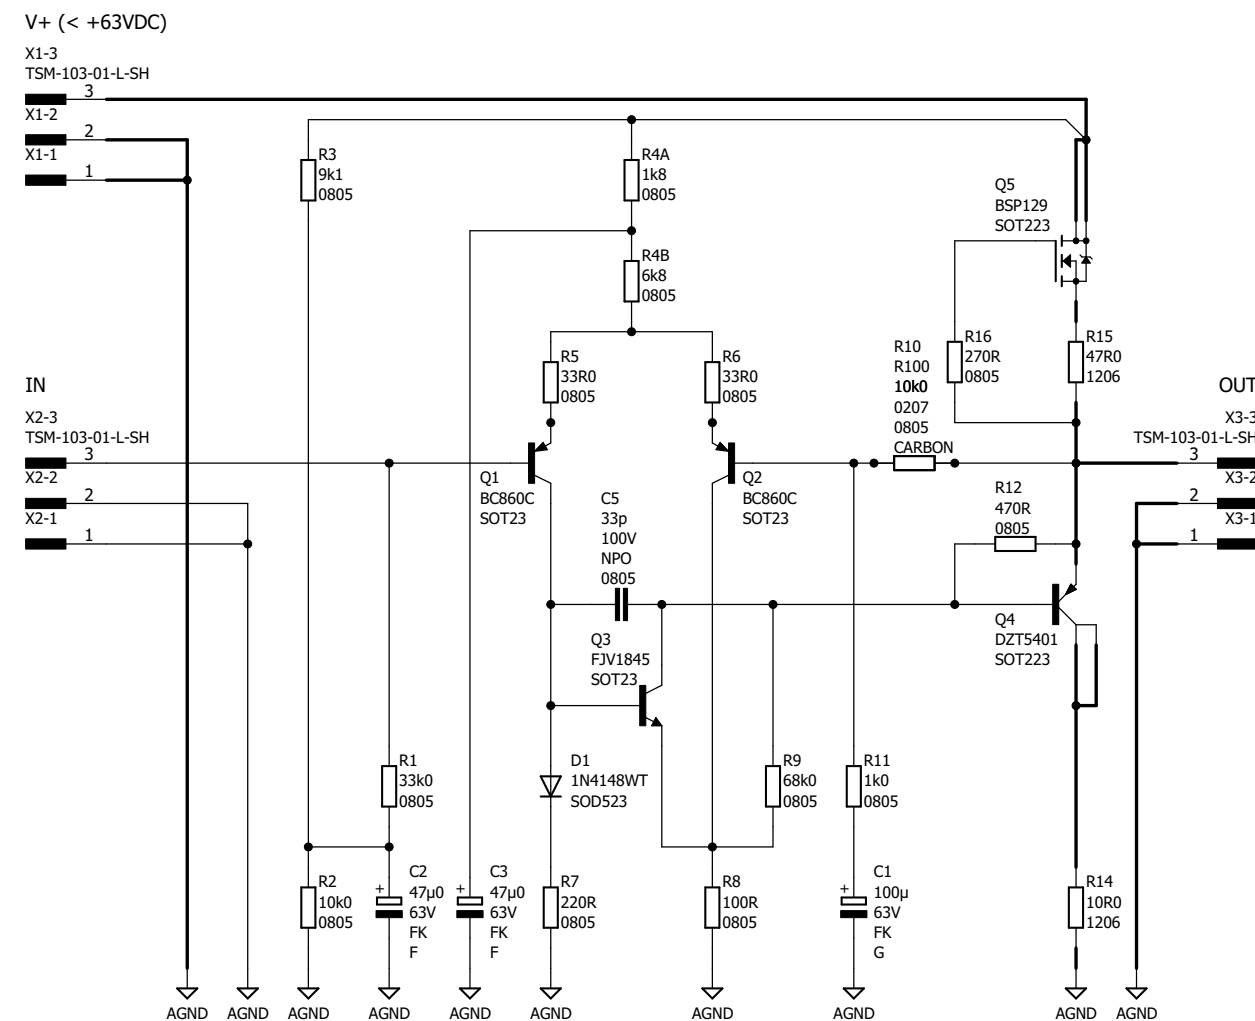 V+ (< +63VDC)
X1-3
TSM-103-01-L-SH
3
X1-2
2
X1-1
1
R3
9k1
0805
R4A
1k8
0805
Q5
BSP129
SOT223
R4B
6k8
0805
R5
33R0
0805
R6
33R0
0805
R10
R100
10k0
0207
0805
CARBON
R16
270R
0805
R15
47R0
1206
IN
X2-3
TSM-103-01-L-SH
3
X2-2
2
X2-1
1
OUT
X3-3
TSM-103-01-L-SH
3
X3-2
2
X3-1
1
Q1
BC860C
SOT23
C5
33p
100V
NPO
0805
Q2
BC860C
SOT23
R12
470R
0805
Q3
FJV1845
SOT23
Q4
DZT5401
SOT223
R1
33k0
0805
D1
1N4148WT
SOD523
R9
68k0
0805
R11
1k0
0805
R2
10k0
0805
+
C2
47µ0
63V
FK
F
+
C3
47µ0
63V
FK
F
R7
220R
0805
R8
100R
0805
+
C1
100µ
63V
FK
G
R14
10R0
1206
AGND
AGND
AGND
AGND
AGND
AGND
AGND
AGND
AGND
AGND